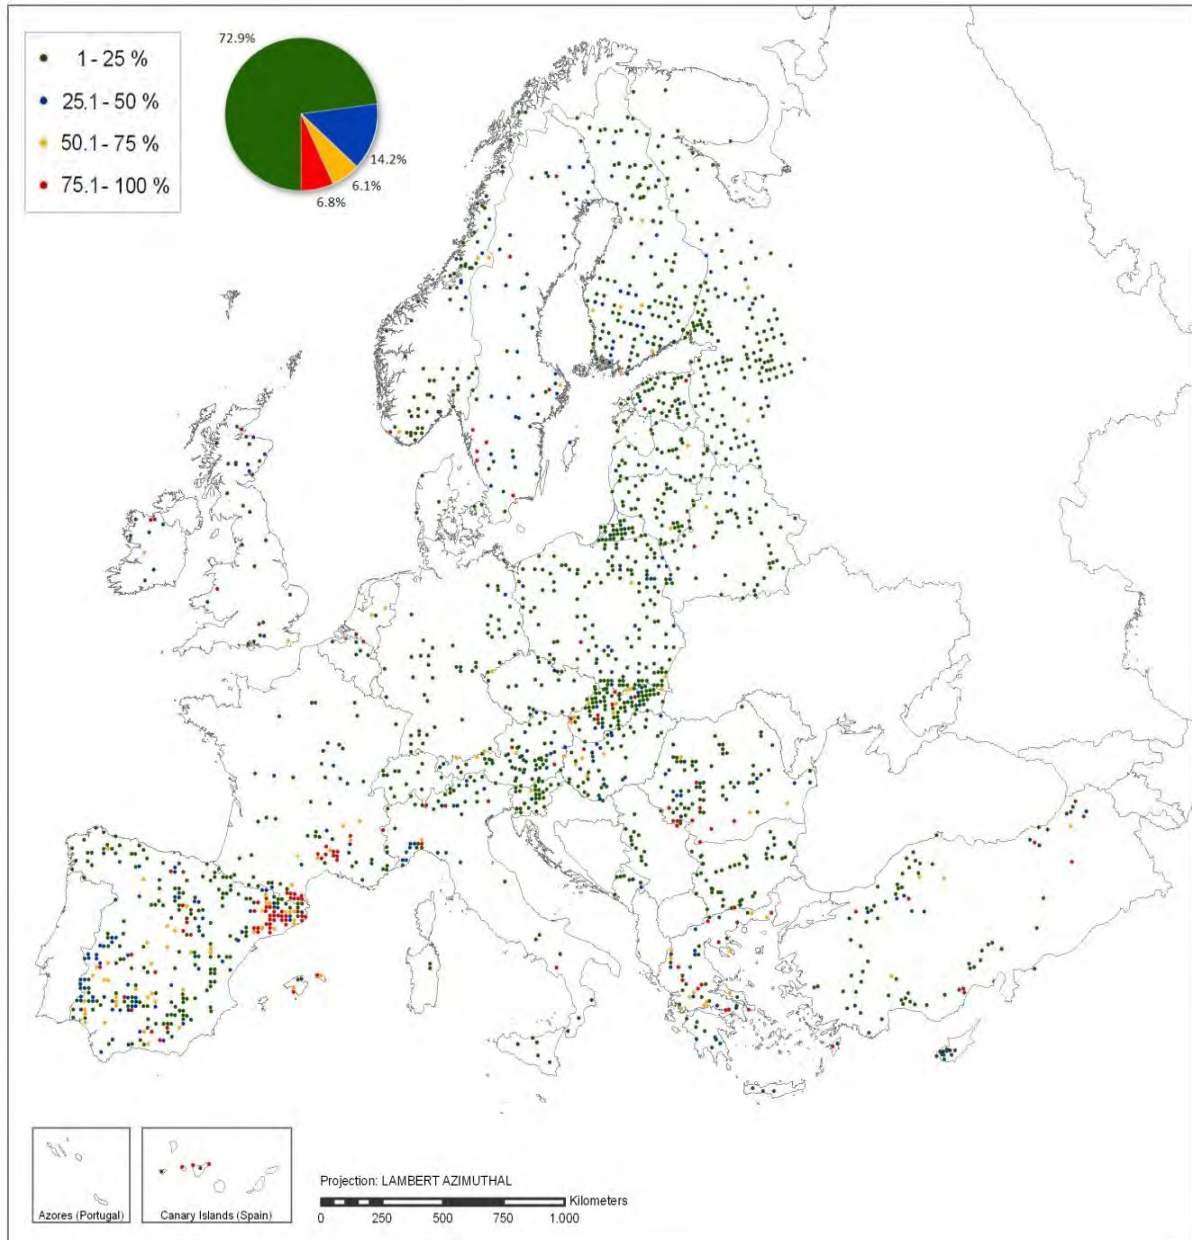 72.9%
1 - 25 %
25.1 - 50 %
50.1 - 75 %
75.1 - 100 %
14.2%
6.1%
6.8%
Projection: LAMBERT AZIMUTHAL
Kilometers
0 250 500 750 1.000
Azores (Portugal)
Canary Islands (Spain)